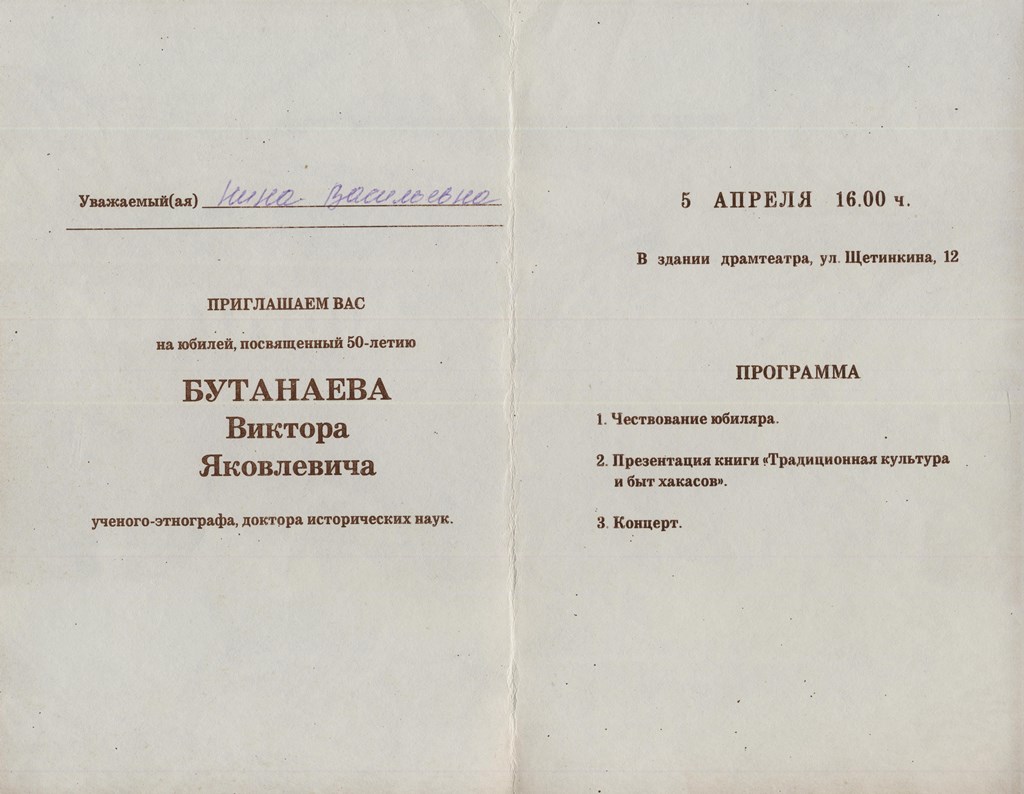 Уважаемый(ая) Нина Васильевна
ПРИГЛАШАЕМ ВАС
на юбилей, посвященный 50-летию
БУТАНАЕВА
Виктора
Яковлевича
ученого-этнографа, доктора исторических наук.
5 АПРЕЛЯ 16.00 ч.
В здании драмтеатра, ул. Щетинкина, 12
ПРОГРАММА
1. Чествование юбиляра.
2. Презентация книги «Традиционная культура
и быт хакасов».
3. Концерт.